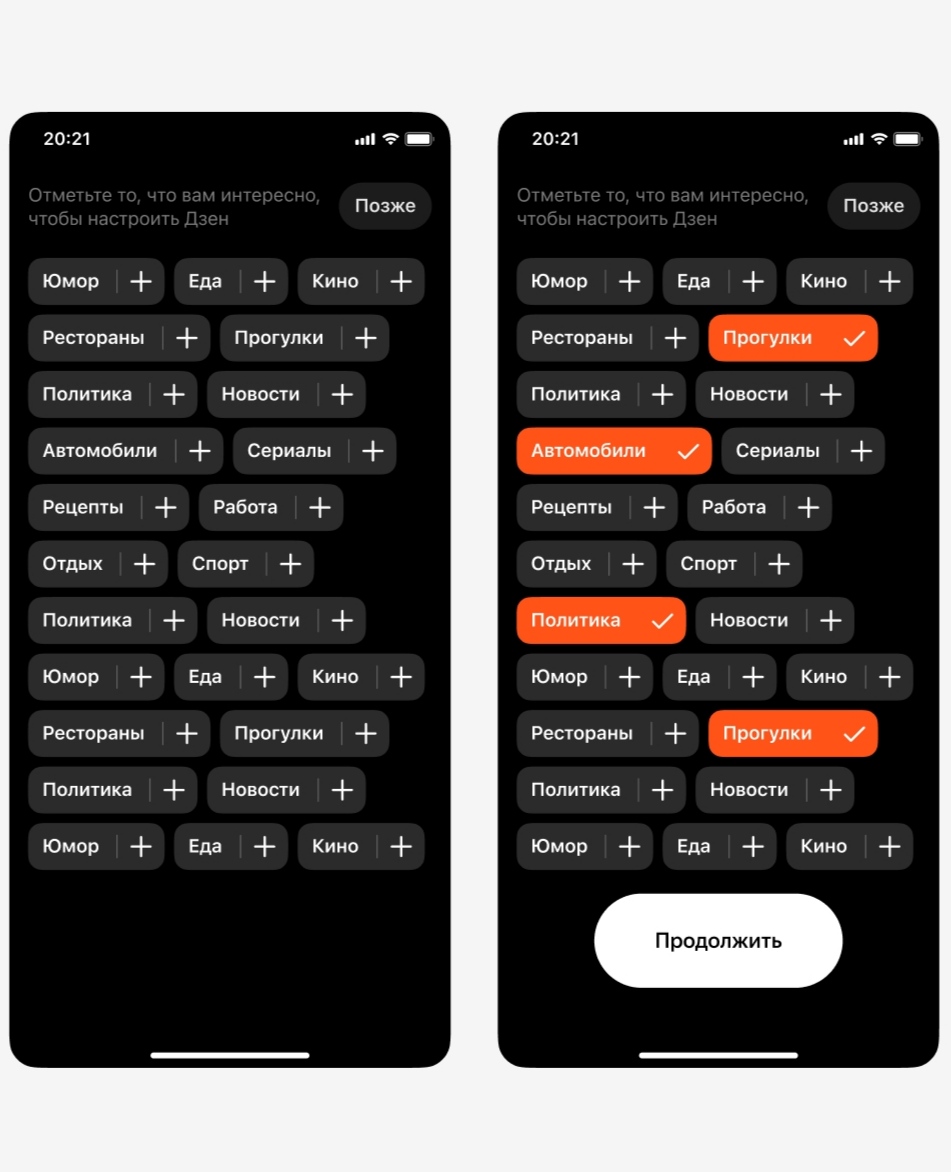 20:21
Отметьте то, что вам интересно,
чтобы настроить Дзен
Позже
Юмор Еда Кино
Рестораны Прогулки
Политика Новости
Автомобили Сериалы
Рецепты Работа
Отдых Спорт
Политика Новости
Юмор Еда Кино
Рестораны Прогулки
Политика Новости
Юмор Еда Кино
20:21
Отметьте то, что вам интересно,
чтобы настроить Дзен
Позже
Юмор Еда Кино
Рестораны Прогулки
Политика Новости
Автомобили Сериалы
Рецепты Работа
Отдых Спорт
Политика Новости
Юмор Еда Кино
Рестораны Прогулки
Политика Новости
Юмор Еда Кино
Продолжить